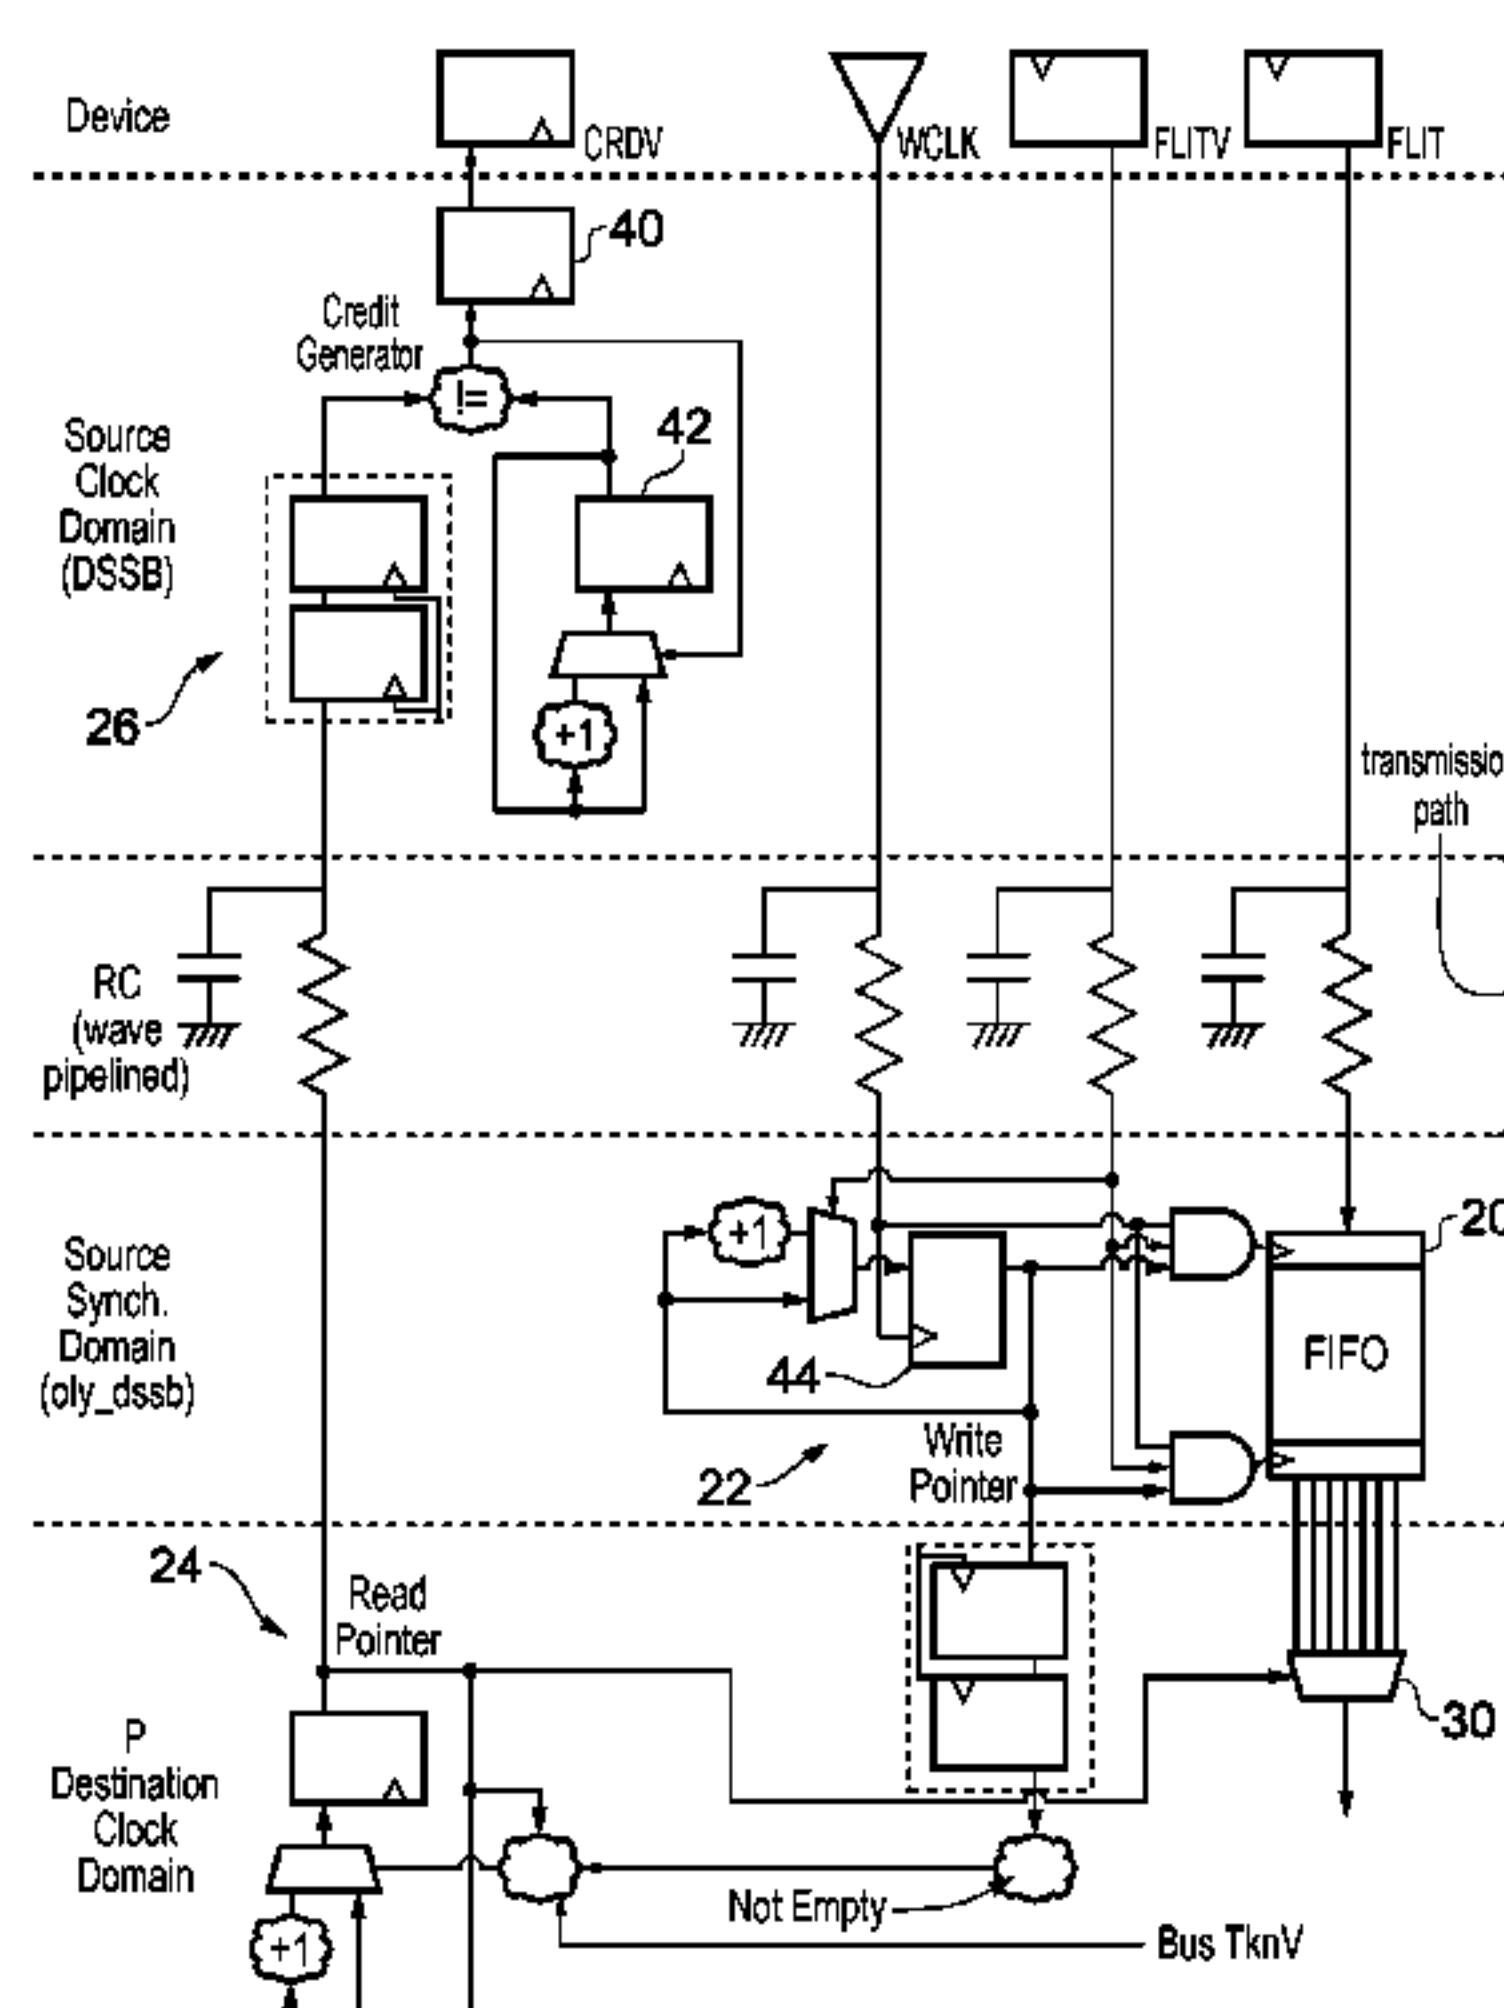 Device
CRDV
WCLK
FLITV
FLIT
40
Credit
Generator
!=
Source
Clock
Domain
(DSSB)
42
26
+1
transmissio
path
RC
(wave
pipelined)
Source
Synch.
Domain
(oly_dssb)
+1
20
FIFO
44
22
Write
Pointer
24
Read
Pointer
30
P
Destination
Clock
Domain
Not Empty
+1
Bus TknV